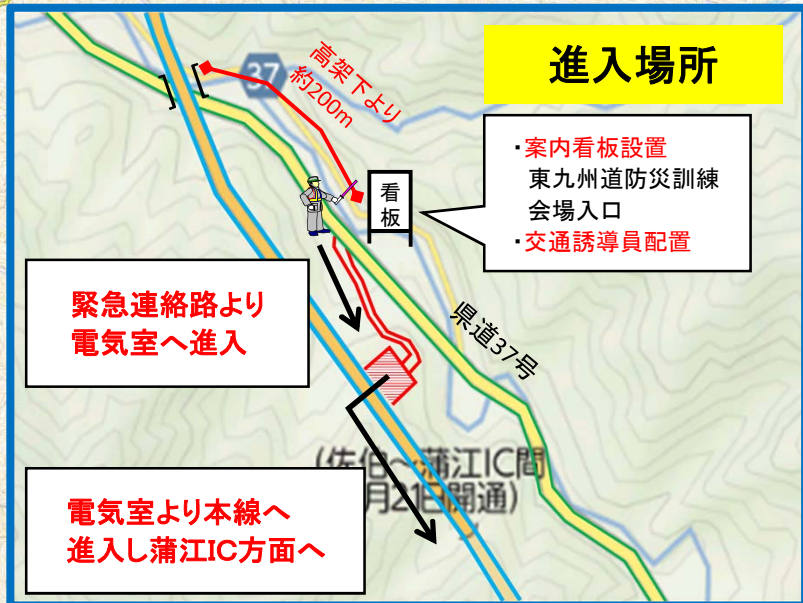 進入場所
37
高架下より
約200m
看板
・案内看板設置
東九州道防災訓練
会場入口
・交通誘導員配置
緊急連絡路より
電気室へ進入
県道37号
(佐伯～蒲江IC間
月21日開通)
電気室より本線へ
進入し蒲江IC方面へ